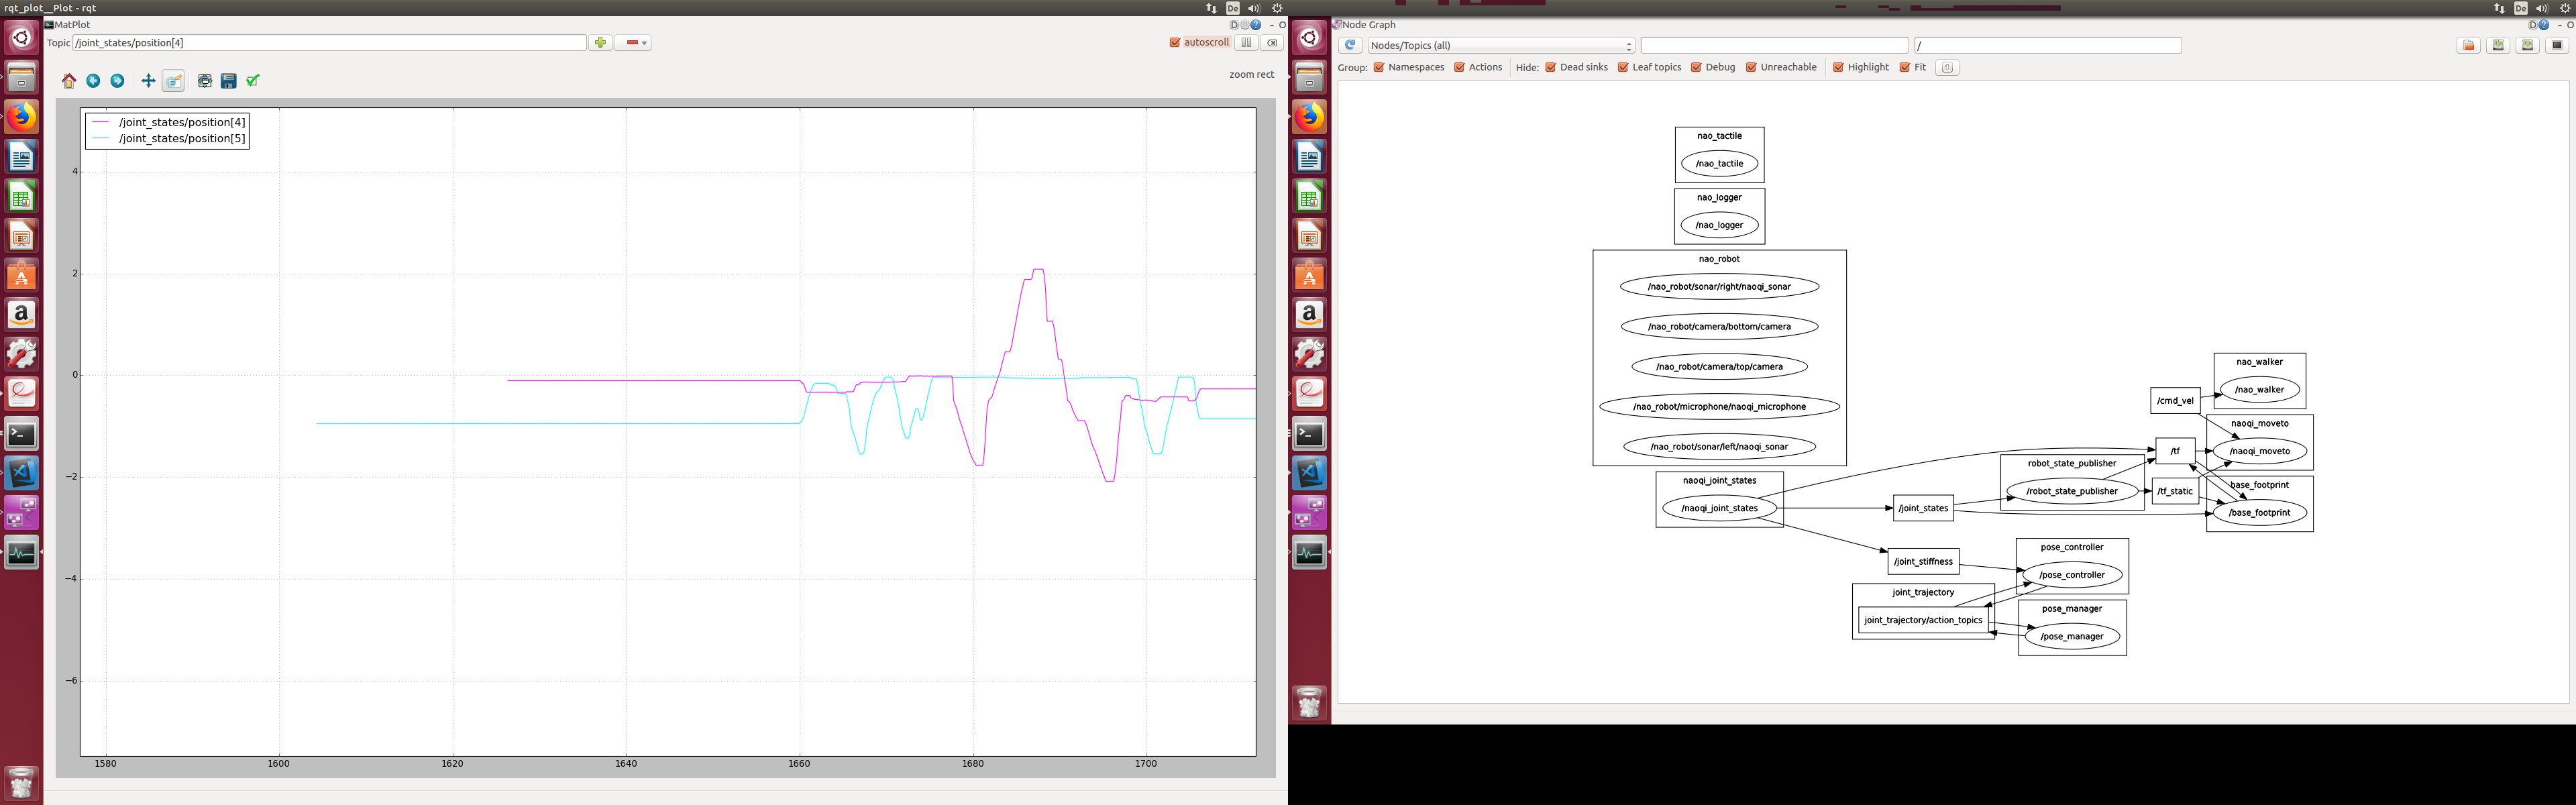 rqt_plot__Plot - rqt
De
MatPlot
D
- O
Topic
/joint_states/position[4]
autoscroll
zoom rect
/joint_states/position[4]
/joint_states/position[5]
4
2
0
−2
−4
−6
1580
1600
1620
1640
1660
1680
1700
De
Node Graph
D
- O
Nodes/Topics (all)
/
Group:
Namespaces
Actions
Hide:
Dead sinks
Leaf topics
Debug
Unreachable
Highlight
Fit
nao_tactile
/nao_tactile
nao_logger
/nao_logger
nao_robot
/nao_robot/sonar/right/naoqi_sonar
/nao_robot/camera/bottom/camera
/nao_robot/camera/top/camera
/nao_robot/microphone/naoqi_microphone
/nao_robot/sonar/left/naoqi_sonar
naoqi_joint_states
/naoqi_joint_states
/joint_states
/joint_stiffness
joint_trajectory
joint_trajectory/action_topics
robot_state_publisher
/robot_state_publisher
pose_controller
/pose_controller
pose_manager
/pose_manager
/cmd_vel
/tf
/tf_static
nao_walker
/nao_walker
naoqi_moveto
/naoqi_moveto
base_footprint
/base_footprint